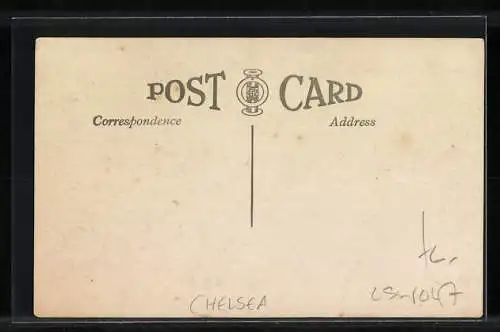 POST CARD
Correspondence Address
CHELSEA